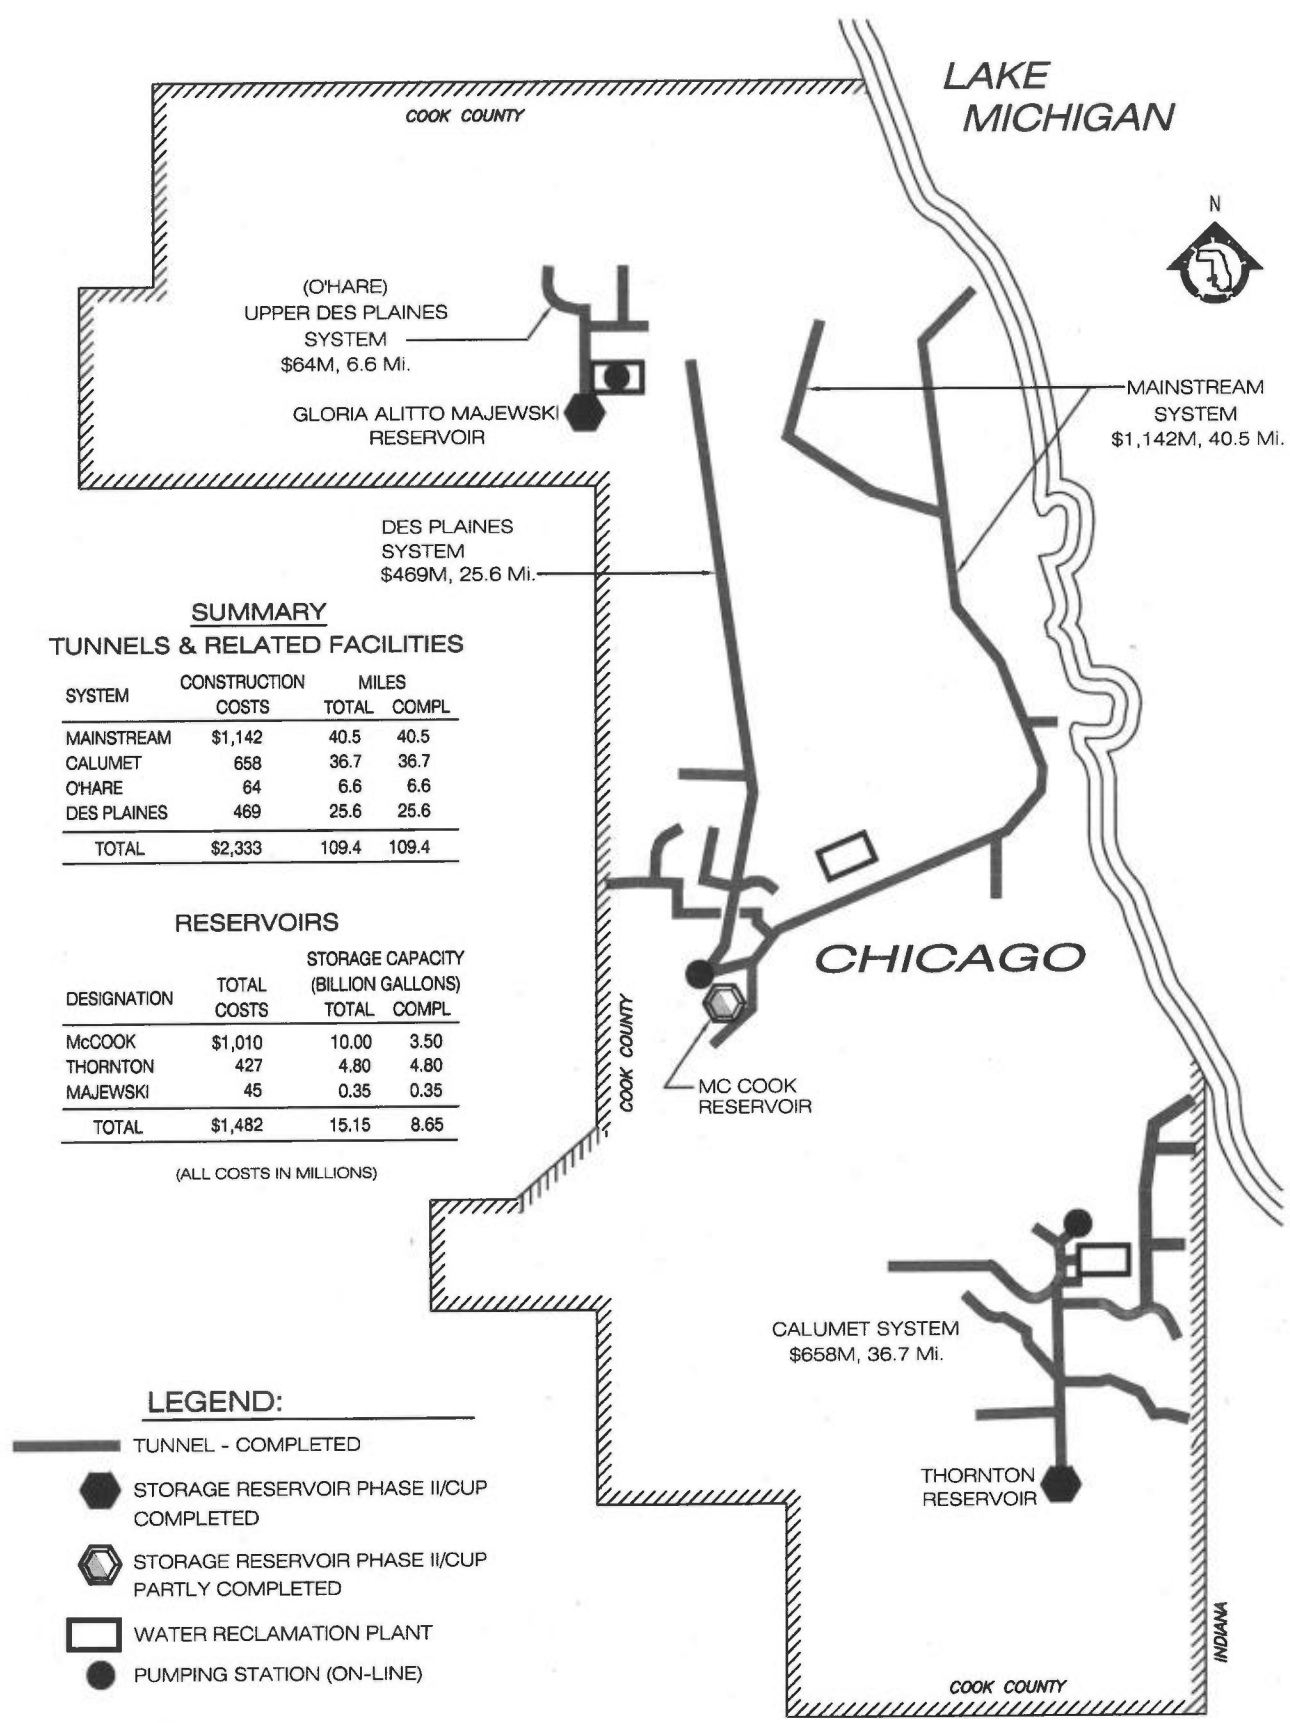 LAKE
MICHIGAN
COOK COUNTY
N
(O'HARE)
UPPER DES PLAINES
SYSTEM
$64M, 6.6 Mi.
GLORIA ALITTO MAJEWSKI
RESERVOIR
MAINSTREAM
SYSTEM
$1,142M, 40.5 Mi.
DES PLAINES
SYSTEM
$469M, 25.6 Mi.
SUMMARY
TUNNELS & RELATED FACILITIES
SYSTEM CONSTRUCTION COSTS MILES TOTAL COMPL
MAINSTREAM $1,142 40.5 40.5
CALUMET 658 36.7 36.7
O'HARE 64 6.6 6.6
DES PLAINES 469 25.6 25.6
TOTAL $2,333 109.4 109.4
RESERVOIRS
DESIGNATION TOTAL COSTS STORAGE CAPACITY (BILLION GALLONS) TOTAL COMPL
McCOOK $1,010 10.00 3.50
THORNTON 427 4.80 4.80
MAJEWSKI 45 0.35 0.35
TOTAL $1,482 15.15 8.65
(ALL COSTS IN MILLIONS)
CHICAGO
COOK COUNTY
MC COOK
RESERVOIR
CALUMET SYSTEM
$658M, 36.7 Mi.
THORNTON
RESERVOIR
LEGEND:
TUNNEL - COMPLETED
STORAGE RESERVOIR PHASE II/CUP
COMPLETED
STORAGE RESERVOIR PHASE II/CUP
PARTLY COMPLETED
WATER RECLAMATION PLANT
PUMPING STATION (ON-LINE)
INDIANA
COOK COUNTY